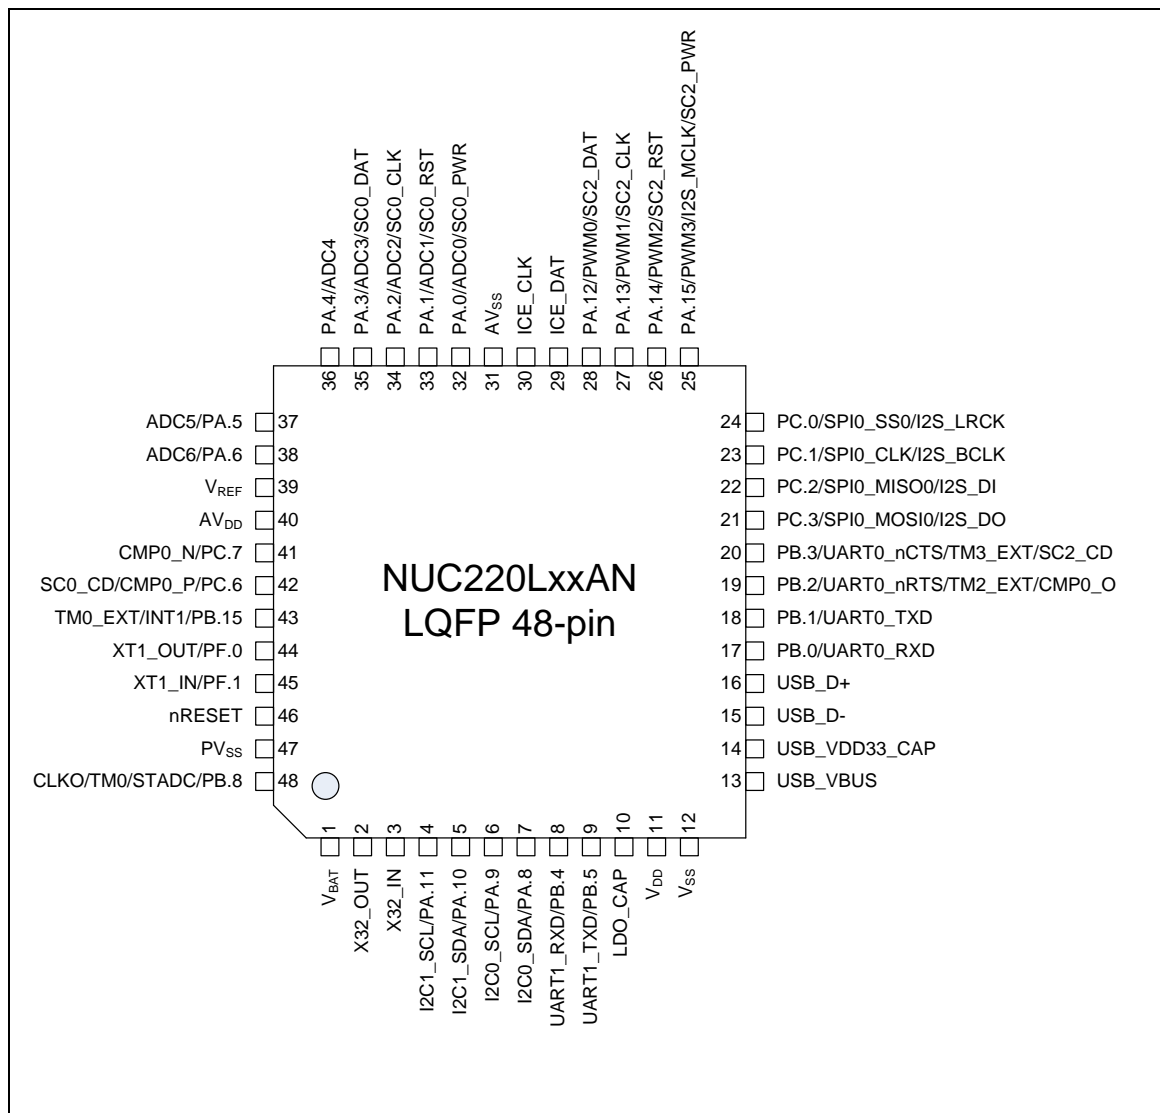 PA.4/ADC4
PA.3/ADC3/SC0_DAT
PA.2/ADC2/SC0_CLK
PA.1/ADC1/SC0_RST
PA.0/ADC0/SC0_PWR
AVSS
ICE_CLK
ICE_DAT
PA.12/PWM0/SC2_DAT
PA.13/PWM1/SC2_CLK
PA.14/PWM2/SC2_RST
PA.15/PWM3/I2S_MCLK/SC2_PWR
36
35
34
33
32
31
30
29
28
27
26
25
ADC5/PA.5 37
ADC6/PA.6 38
VREF 39
AVDD 40
CMP0_N/PC.7 41
SC0_CD/CMP0_P/PC.6 42
TM0_EXT/INT1/PB.15 43
XT1_OUT/PF.0 44
XT1_IN/PF.1 45
nRESET 46
PVSS 47
CLKO/TM0/STADC/PB.8 48
NUC220LxxAN
LQFP 48-pin
24 PC.0/SPI0_SS0/I2S_LRCK
23 PC.1/SPI0_CLK/I2S_BCLK
22 PC.2/SPI0_MISO0/I2S_DI
21 PC.3/SPI0_MOSI0/I2S_DO
20 PB.3/UART0_nCTS/TM3_EXT/SC2_CD
19 PB.2/UART0_nRTS/TM2_EXT/CMP0_O
18 PB.1/UART0_TXD
17 PB.0/UART0_RXD
16 USB_D+
15 USB_D-
14 USB_VDD33_CAP
13 USB_VBUS
1
2
3
4
5
6
7
8
9
10
11
12
VBAT
X32_OUT
X32_IN
I2C1_SCL/PA.11
I2C1_SDA/PA.10
I2C0_SCL/PA.9
I2C0_SDA/PA.8
UART1_RXD/PB.4
UART1_TXD/PB.5
LDO_CAP
VDD
VSS